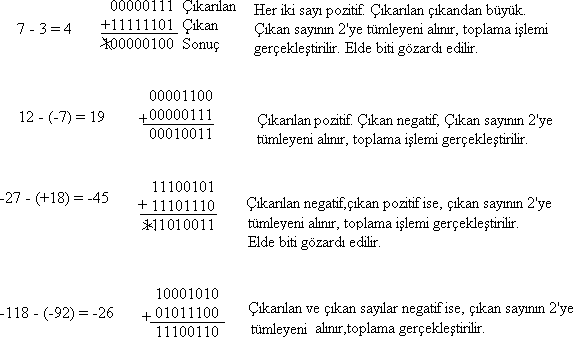 7 - 3 = 4
00000111 Çıkarılan
+11111101 Çıkan
100000100 Sonuç
Her iki sayı pozitif. Çıkarılan çıkandan büyük.
Çıkan sayının 2'ye tümleyeni alınır, toplama işlemi
gerçekleştirilir. Elde biti gözardı edilir.
12 - (-7) = 19
00001100
+00000111
00010011
Çıkarılan pozitif. Çıkan negatif, Çıkan sayının 2'ye
tümleyeni alınır, toplama işlemi gerçekleştirilir.
-27 - (+18) = -45
11100101
+ 11101110
111010011
Çıkarılan negatif,çıkan pozitif ise, çıkan sayının 2'ye
tümleyeni alınır, toplama işlemi gerçekleştirilir.
Elde biti gözardı edilir.
-118 - (-92) = -26
10001010
+ 01011100
11100110
Çıkarılan ve çıkan sayılar negatif ise, çıkan sayının 2'ye
tümleyeni alınır,toplama gerçekleştirilir.